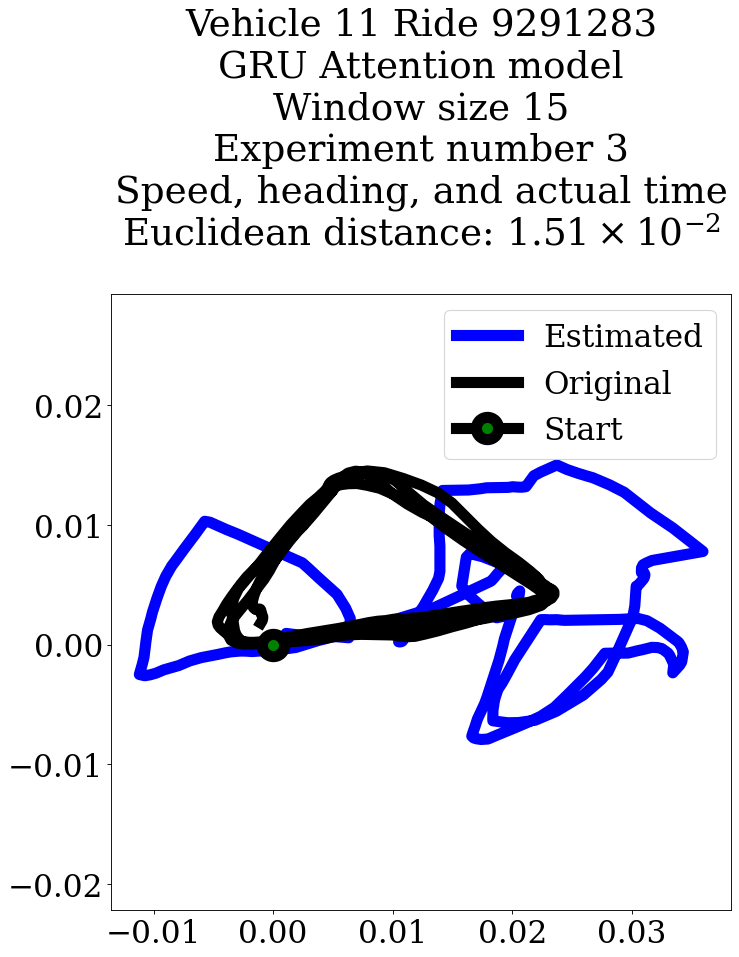 Vehicle 11 Ride 9291283
GRU Attention model
Window size 15
Experiment number 3
Speed, heading, and actual time
Euclidean distance: 1.51 × 10⁻²
Estimated
Original
Start
0.02
0.01
0.00
−0.01
−0.02
−0.01 0.00 0.01 0.02 0.03